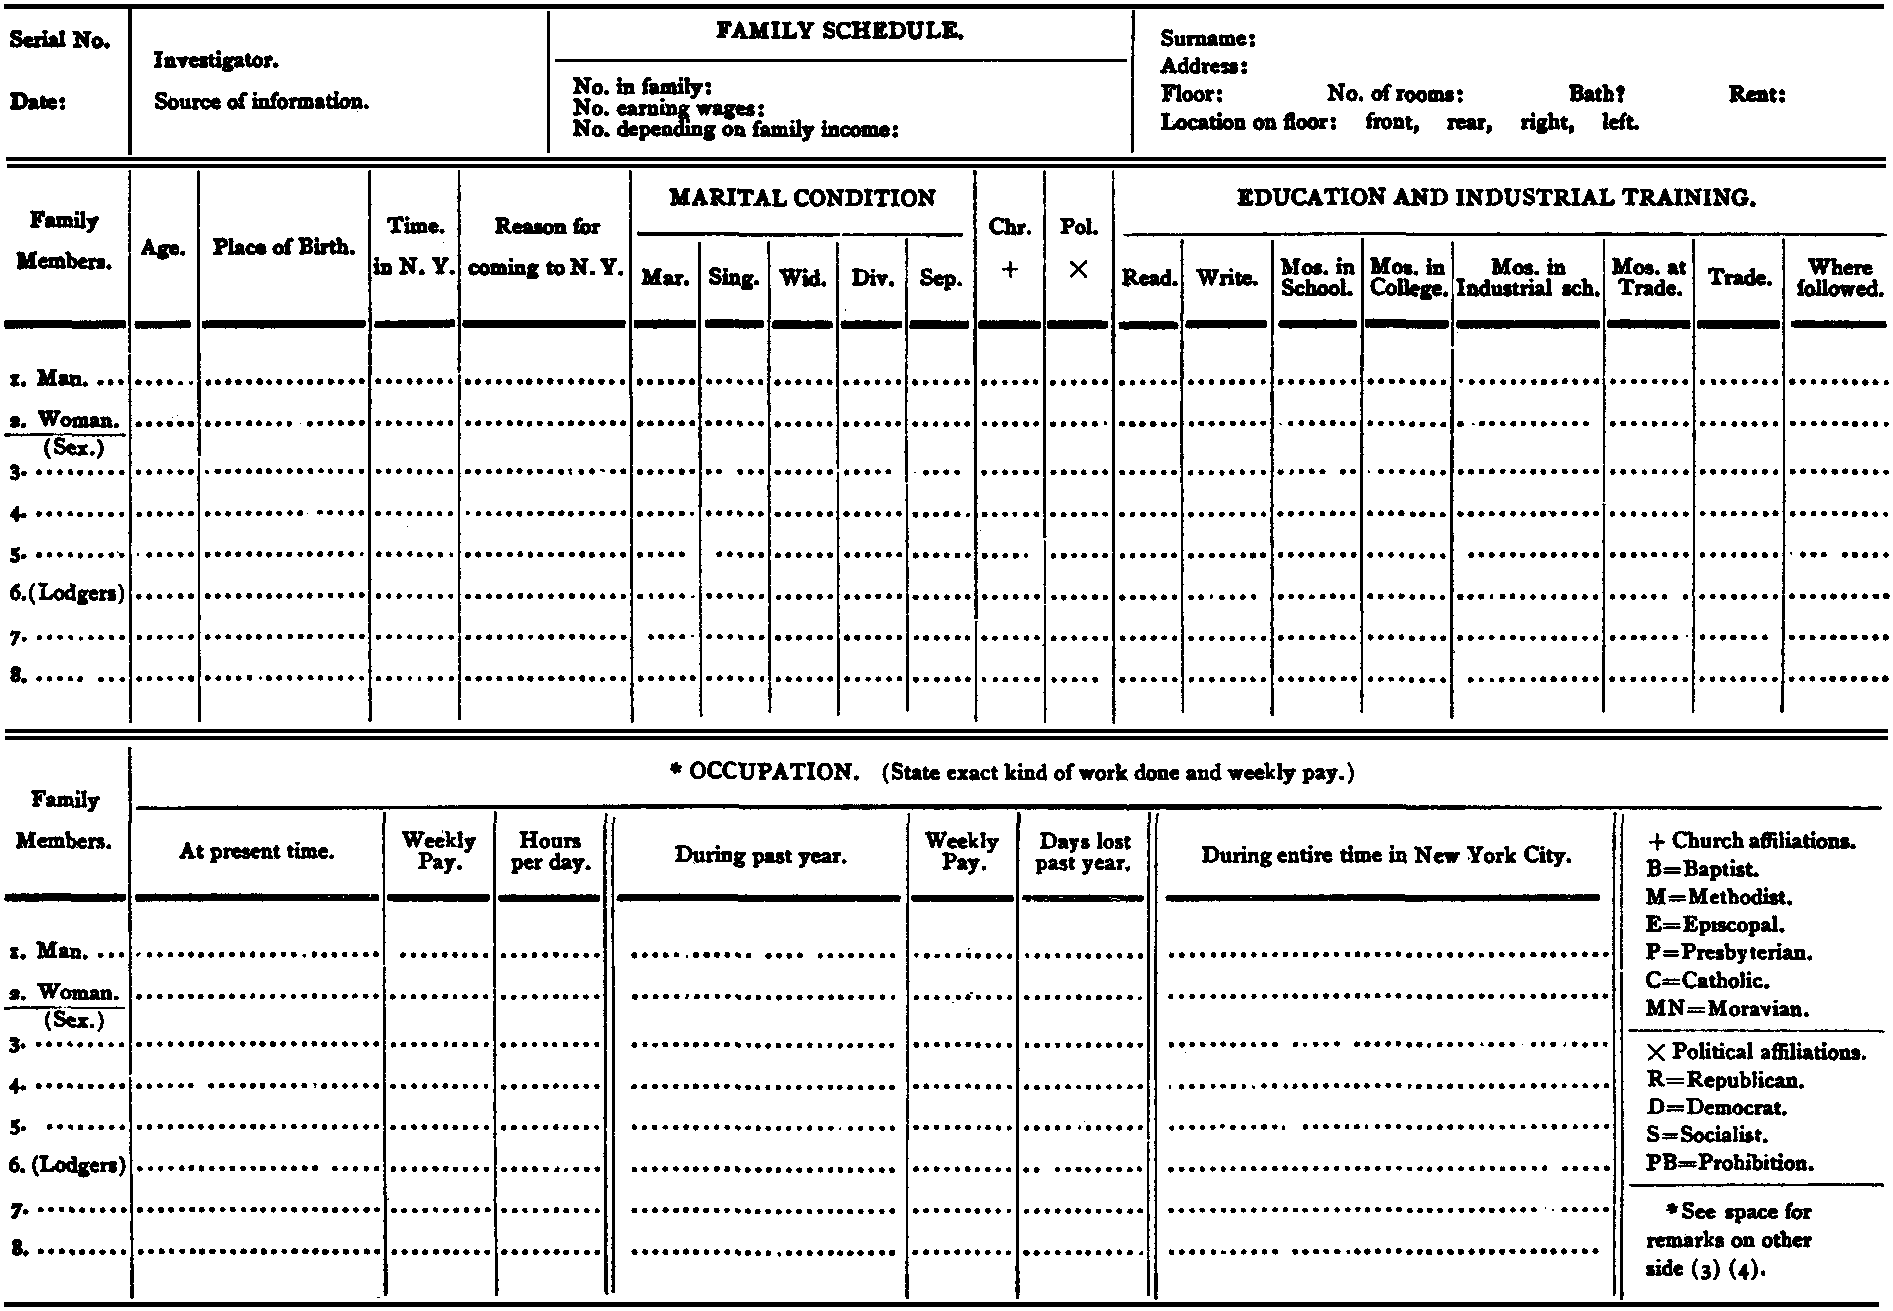 Serial No.
Date:
Investigator.
Source of information.
FAMILY SCHEDULE.
No. in family:
No. earning wages:
No. depending on family income:
Surname:
Address:
Floor: No. of rooms: Bath? Rent:
Location on floor: front, rear, right, left.
Family
Members.
Age.
Place of Birth.
Time.
in N. Y.
Reason for
coming to N. Y.
MARITAL CONDITION
Mar. Sing. Wid. Div. Sep.
Chr.
+
Pol.
×
EDUCATION AND INDUSTRIAL TRAINING.
Read.
Write.
Mos. in
School.
Mos. in
College.
Mos. in
Industrial sch.
Mos. at
Trade.
Trade.
Where
followed.
1. Man.
2. Woman.
(Sex.)
3.
4.
5.
6. (Lodgers)
7.
8.
Family
Members.
* OCCUPATION. (State exact kind of work done and weekly pay.)
At present time.
Weekly
Pay.
Hours
per day.
During past year.
Weekly
Pay.
Days lost
past year.
During entire time in New York City.
1. Man.
2. Woman.
(Sex.)
3.
4.
5.
6. (Lodgers)
7.
8.
+ Church affiliations.
B=Baptist.
M=Methodist.
E=Episcopal.
P=Presbyterian.
C=Catholic.
MN=Moravian.
× Political affiliations.
R=Republican.
D=Democrat.
S=Socialist.
PB=Prohibition.
* See space for
remarks on other
side (3) (4).